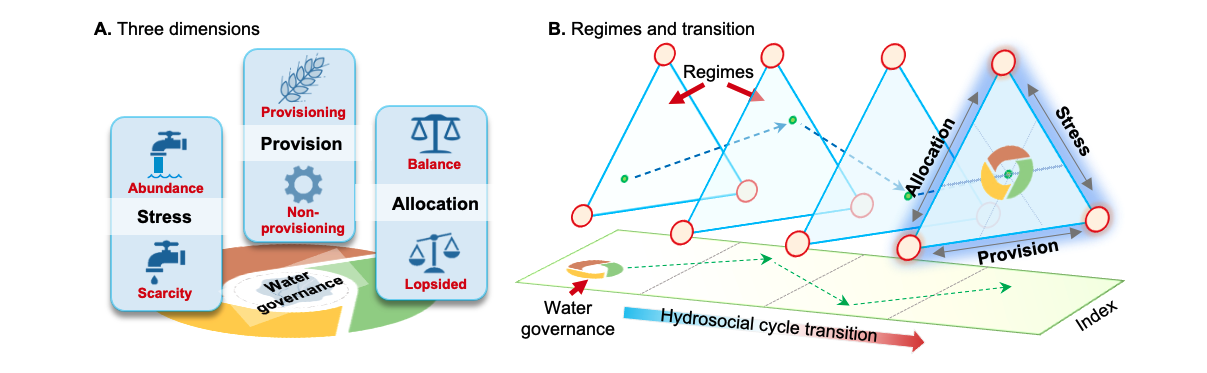 A. Three dimensions
Provisioning
Provision
Non-
provisioning
Abundance
Stress
Scarcity
Balance
Allocation
Lopsided
Water
governance
B. Regimes and transition
Regimes
Allocation
Stress
Provision
Water
governance
Hydrosocial cycle transition
Index